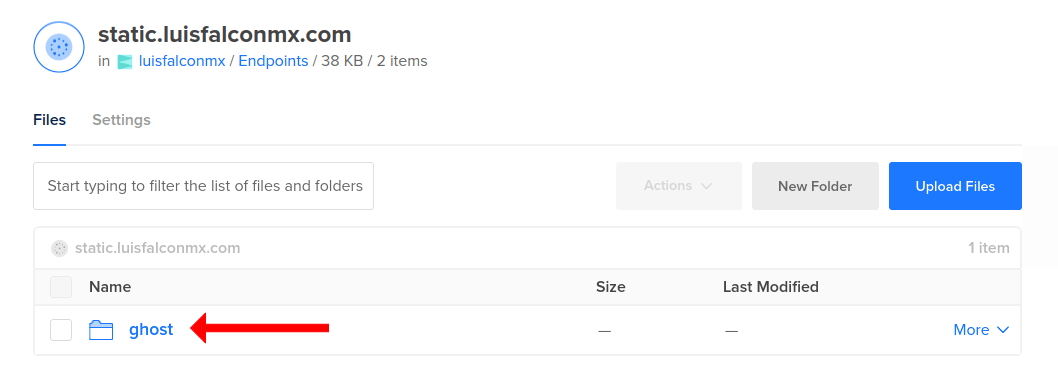 static.luisfalconmx.com
in luisfalconmx / Endpoints / 38 KB / 2 items
Files Settings
Start typing to filter the list of files and folders Actions New Folder Upload Files
static.luisfalconmx.com 1 item
Name Size Last Modified
ghost — — More